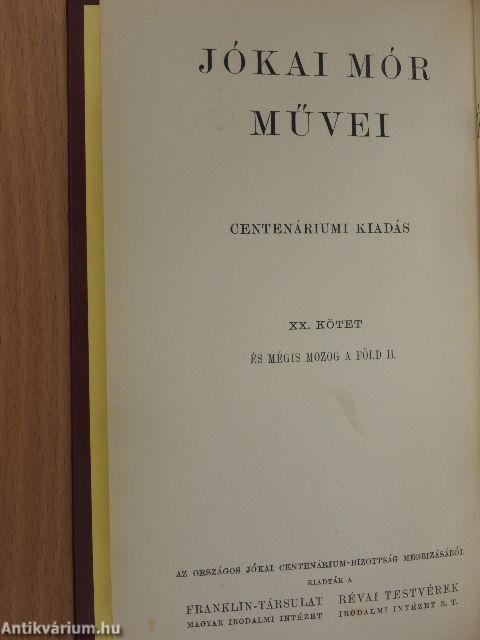 JÓKAI MÓR
MŰVEI
CENTENÁRIUMI KIADÁS
XX. KÖTET
ÉS MÉGIS MOZOG A FÖLD II.
AZ ORSZÁGOS JÓKAI CENTENÁRIUM-BIZOTTSÁG MEGBIZÁSÁBÓL
KIADTÁK A
FRANKLIN-TÁRSULAT RÉVAI TESTVÉREK
MAGYAR IRODALMI INTÉZET IRODALMI INTÉZET R. T.
Antikvárium.hu